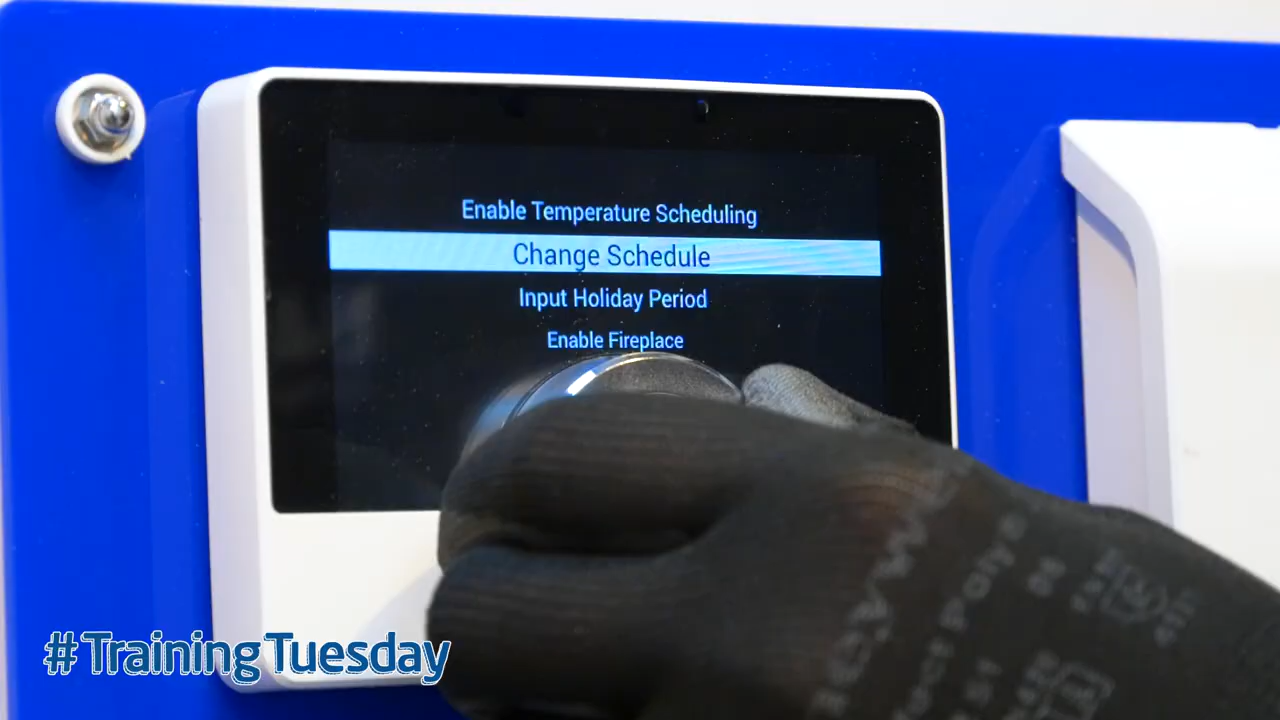 Enable Temperature Scheduling
Change Schedule
Input Holiday Period
Enable Fireplace
#TrainingTuesday